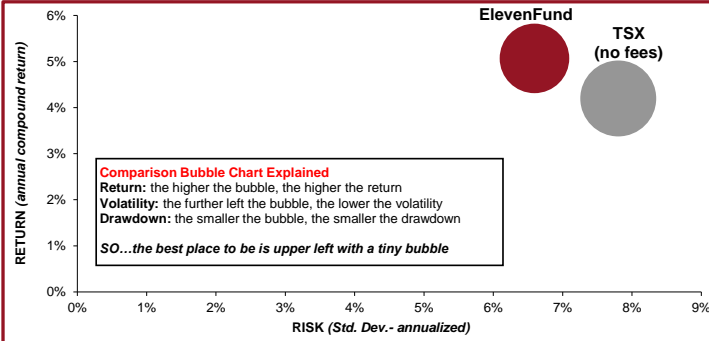 ElevenFund
TSX
(no fees)
RETURN (annual compound return)
6%
5%
4%
3%
2%
1%
0%
Comparison Bubble Chart Explained
Return: the higher the bubble, the higher the return
Volatility: the further left the bubble, the lower the volatility
Drawdown: the smaller the bubble, the smaller the drawdown
SO...the best place to be is upper left with a tiny bubble
0% 1% 2% 3% 4% 5% 6% 7% 8% 9%
RISK (Std. Dev.- annualized)